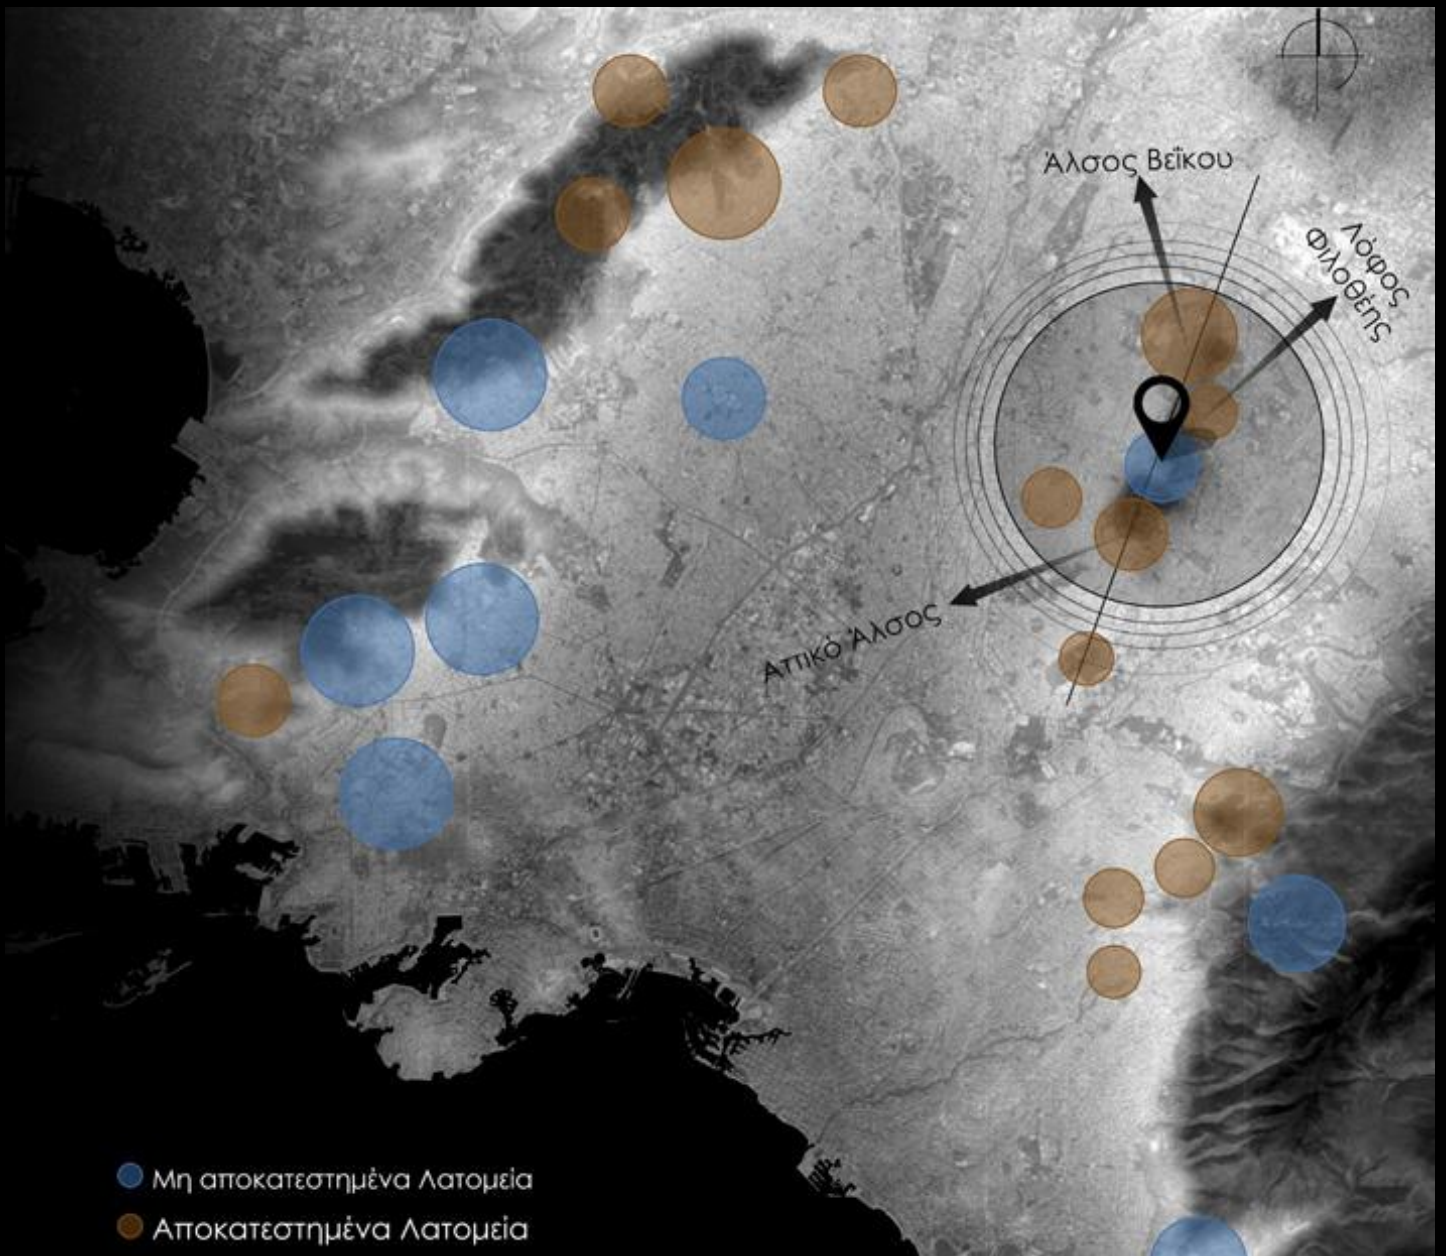 Άλσος Βεΐκου
Λόφος
Φιλοθέης
Αττικό Άλσος
Μη αποκατεστημένα Λατομεία
Αποκατεστημένα Λατομεία